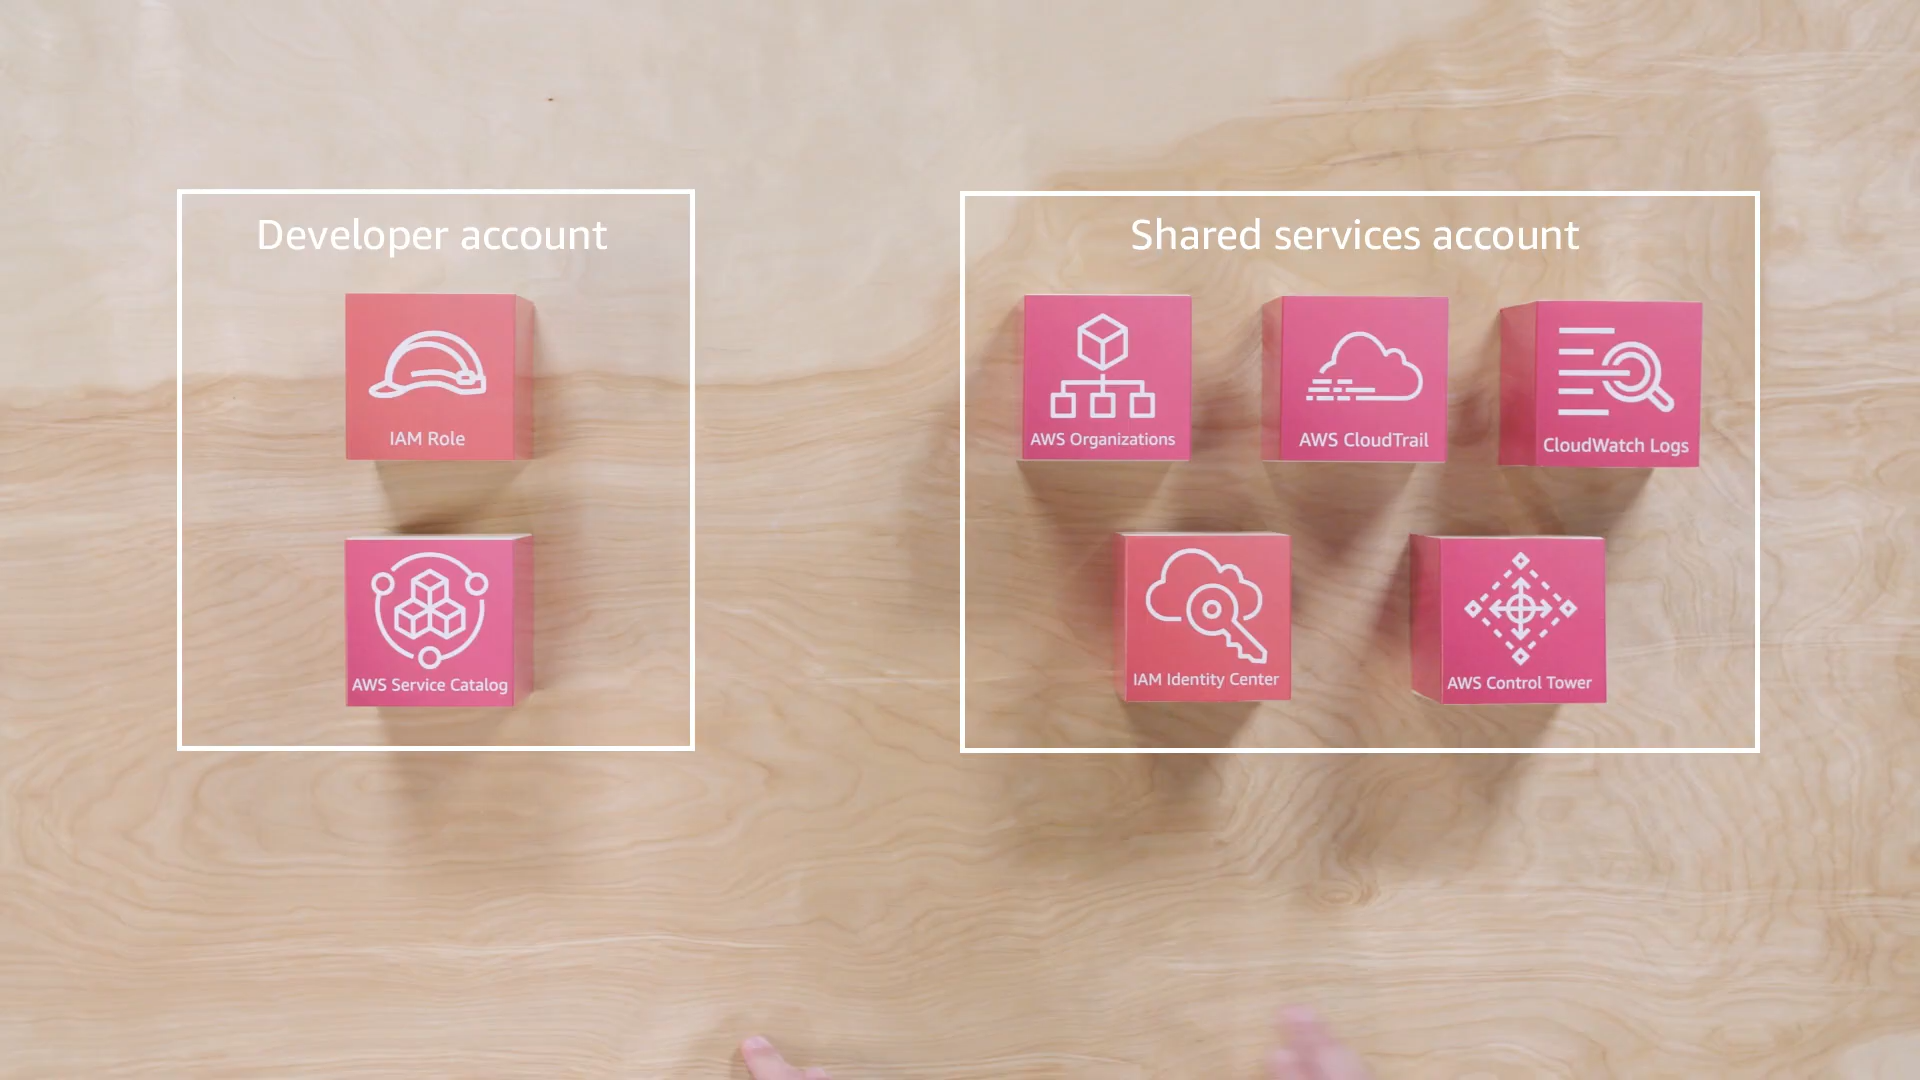 Developer account
IAM Role
AWS Service Catalog
Shared services account
AWS Organizations
AWS CloudTrail
CloudWatch Logs
IAM Identity Center
AWS Control Tower